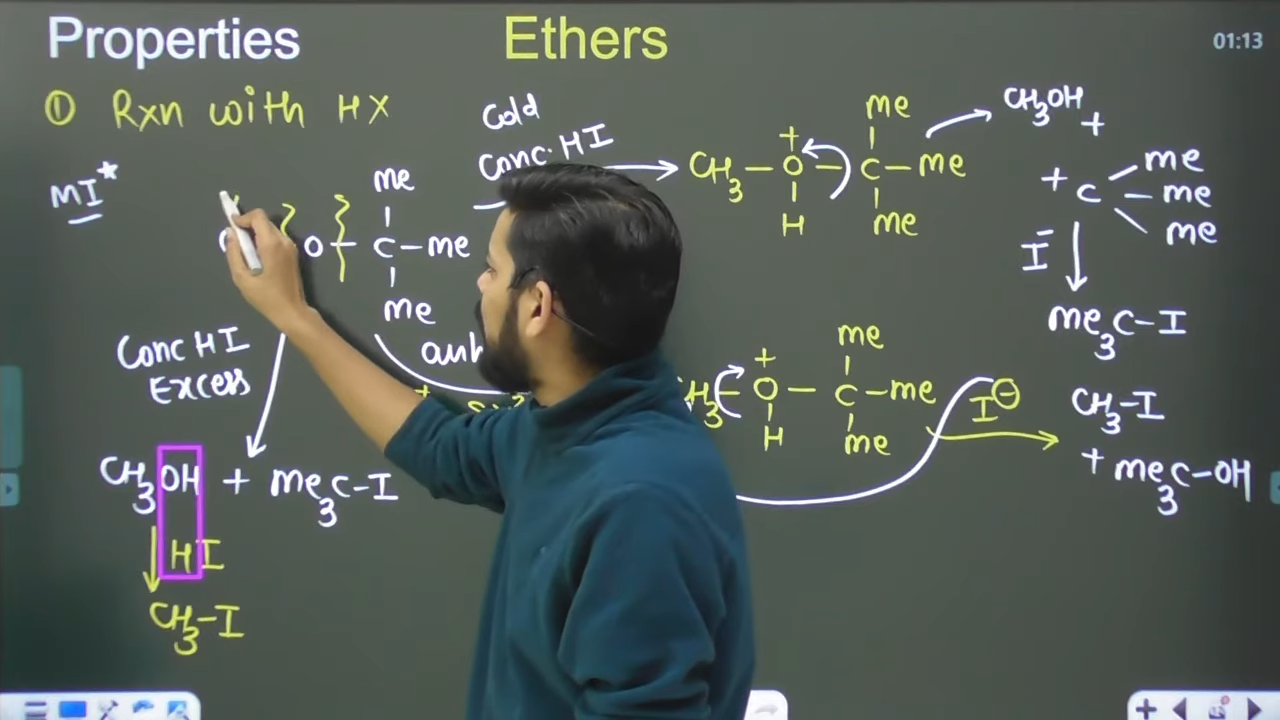 Properties Ethers
01:13
① Rxn with HX
MI*
Cold
Conc. HI
Me
O - C - Me
Me
CH3 - O - C - Me
+
H
Me
Me
CH3OH
+
+ C
Me
Me
Me
I-
Me3C-I
Conc HI
Excess
CH3OH + Me3C-I
HI
CH3-I
+
O - C - Me
H
Me
Me
I⊖
CH3-I
+ Me3C-OH